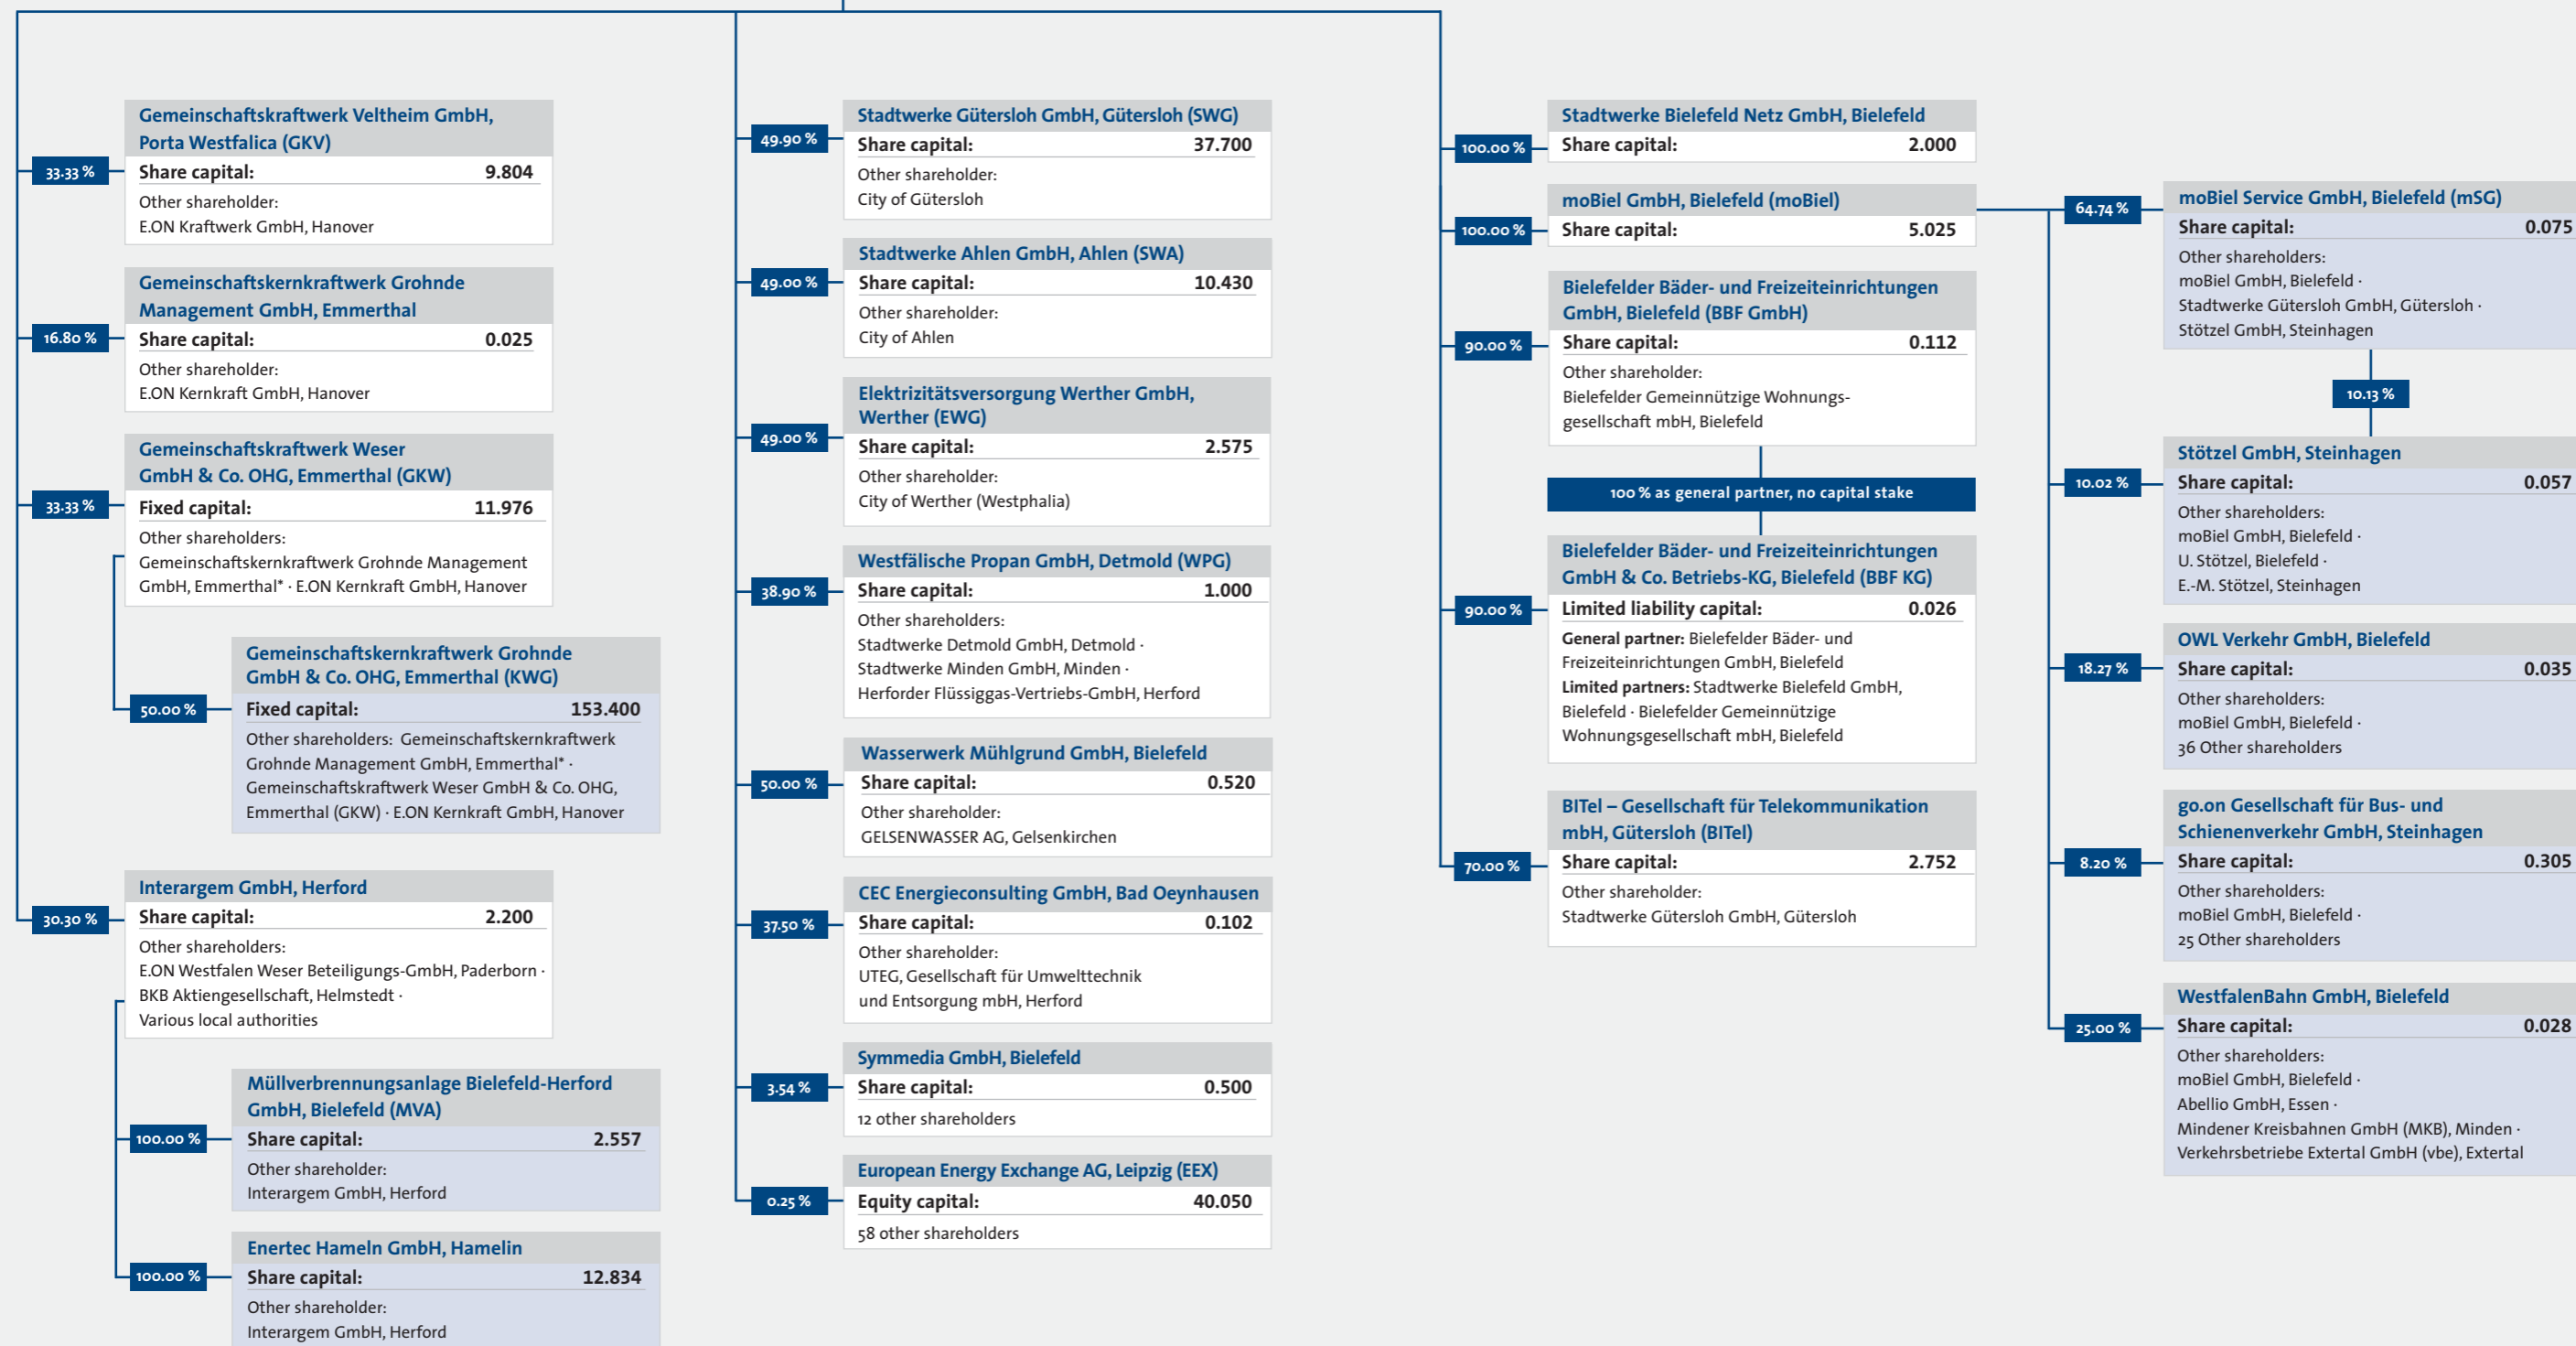 33.33 %
Gemeinschaftskraftwerk Veltheim GmbH,
Porta Westfalica (GKV)
Share capital: 9.804
Other shareholder:
E.ON Kraftwerk GmbH, Hanover
16.80 %
Gemeinschaftskernkraftwerk Grohnde
Management GmbH, Emmerthal
Share capital: 0.025
Other shareholder:
E.ON Kernkraft GmbH, Hanover
33.33 %
Gemeinschaftskraftwerk Weser
GmbH & Co. OHG, Emmerthal (GKW)
Fixed capital: 11.976
Other shareholders:
Gemeinschaftskernkraftwerk Grohnde Management
GmbH, Emmerthal* · E.ON Kernkraft GmbH, Hanover
50.00 %
Gemeinschaftskernkraftwerk Grohnde
GmbH & Co. OHG, Emmerthal (KWG)
Fixed capital: 153.400
Other shareholders: Gemeinschaftskernkraftwerk
Grohnde Management GmbH, Emmerthal* ·
Gemeinschaftskraftwerk Weser GmbH & Co. OHG,
Emmerthal (GKW) · E.ON Kernkraft GmbH, Hanover
30.30 %
Interargem GmbH, Herford
Share capital: 2.200
Other shareholders:
E.ON Westfalen Weser Beteiligungs-GmbH, Paderborn ·
BKB Aktiengesellschaft, Helmstedt ·
Various local authorities
100.00 %
Müllverbrennungsanlage Bielefeld-Herford
GmbH, Bielefeld (MVA)
Share capital: 2.557
Other shareholder:
Interargem GmbH, Herford
100.00 %
Enertec Hameln GmbH, Hamelin
Share capital: 12.834
Other shareholder:
Interargem GmbH, Herford
49.90 %
Stadtwerke Gütersloh GmbH, Gütersloh (SWG)
Share capital: 37.700
Other shareholder:
City of Gütersloh
49.00 %
Stadtwerke Ahlen GmbH, Ahlen (SWA)
Share capital: 10.430
Other shareholder:
City of Ahlen
49.00 %
Elektrizitätsversorgung Werther GmbH,
Werther (EWG)
Share capital: 2.575
Other shareholder:
City of Werther (Westphalia)
38.90 %
Westfälische Propan GmbH, Detmold (WPG)
Share capital: 1.000
Other shareholders:
Stadtwerke Detmold GmbH, Detmold ·
Stadtwerke Minden GmbH, Minden ·
Herforder Flüssiggas-Vertriebs-GmbH, Herford
50.00 %
Wasserwerk Mühlgrund GmbH, Bielefeld
Share capital: 0.520
Other shareholder:
GELSENWASSER AG, Gelsenkirchen
37.50 %
CEC Energieconsulting GmbH, Bad Oeynhausen
Share capital: 0.102
Other shareholder:
UTEG, Gesellschaft für Umwelttechnik
und Entsorgung mbH, Herford
3.54 %
Symmedia GmbH, Bielefeld
Share capital: 0.500
12 other shareholders
0.25 %
European Energy Exchange AG, Leipzig (EEX)
Equity capital: 40.050
58 other shareholders
100.00 %
Stadtwerke Bielefeld Netz GmbH, Bielefeld
Share capital: 2.000
100.00 %
moBiel GmbH, Bielefeld (moBiel)
Share capital: 5.025
90.00 %
Bielefelder Bäder- und Freizeiteinrichtungen
GmbH, Bielefeld (BBF GmbH)
Share capital: 0.112
Other shareholder:
Bielefelder Gemeinnützige Wohnungs-
gesellschaft mbH, Bielefeld
100 % as general partner, no capital stake
90.00 %
Bielefelder Bäder- und Freizeiteinrichtungen
GmbH & Co. Betriebs-KG, Bielefeld (BBF KG)
Limited liability capital: 0.026
General partner: Bielefelder Bäder- und
Freizeiteinrichtungen GmbH, Bielefeld
Limited partners: Stadtwerke Bielefeld GmbH,
Bielefeld · Bielefelder Gemeinnützige
Wohnungsgesellschaft mbH, Bielefeld
70.00 %
BITel – Gesellschaft für Telekommunikation
mbH, Gütersloh (BITel)
Share capital: 2.752
Other shareholder:
Stadtwerke Gütersloh GmbH, Gütersloh
64.74 %
moBiel Service GmbH, Bielefeld (mSG)
Share capital: 0.075
Other shareholders:
moBiel GmbH, Bielefeld ·
Stadtwerke Gütersloh GmbH, Gütersloh ·
Stötzel GmbH, Steinhagen
10.13 %
10.02 %
Stötzel GmbH, Steinhagen
Share capital: 0.057
Other shareholders:
moBiel GmbH, Bielefeld ·
U. Stötzel, Bielefeld ·
E.-M. Stötzel, Steinhagen
18.27 %
OWL Verkehr GmbH, Bielefeld
Share capital: 0.035
Other shareholders:
moBiel GmbH, Bielefeld ·
36 Other shareholders
8.20 %
go.on Gesellschaft für Bus- und
Schienenverkehr GmbH, Steinhagen
Share capital: 0.305
Other shareholders:
moBiel GmbH, Bielefeld ·
25 Other shareholders
25.00 %
WestfalenBahn GmbH, Bielefeld
Share capital: 0.028
Other shareholders:
moBiel GmbH, Bielefeld ·
Abellio GmbH, Essen ·
Mindener Kreisbahnen GmbH (MKB), Minden ·
Verkehrsbetriebe Extertal GmbH (vbe), Extertal